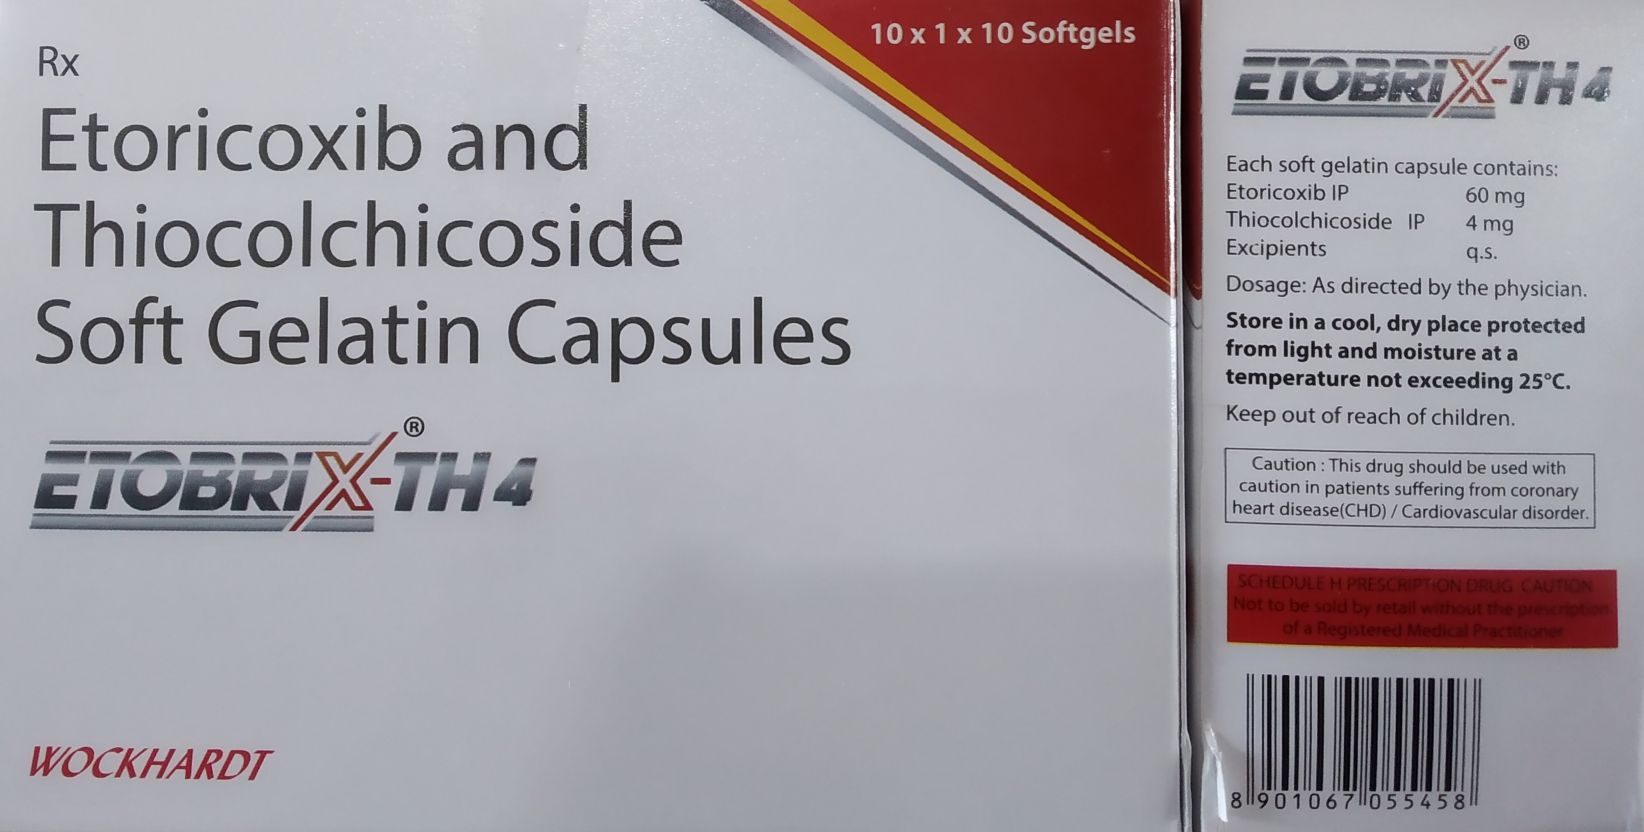 Rx
Etoricoxib and
Thiocolchicoside
Soft Gelatin Capsules
ETOBRIX-TH 4®
WOCKHARDT
10 x 1 x 10 Softgels
ETOBRIX-TH 4®
Each soft gelatin capsule contains:
Etoricoxib IP 60 mg
Thiocolchicoside IP 4 mg
Excipients q.s.
Dosage: As directed by the physician.
Store in a cool, dry place protected
from light and moisture at a
temperature not exceeding 25°C.
Keep out of reach of children.
Caution : This drug should be used with
caution in patients suffering from coronary
heart disease(CHD) / Cardiovascular disorder.
SCHEDULE H PRESCRIPTION DRUG CAUTION
Not to be sold by retail without the prescription
of a Registered Medical Practitioner
8 901067 055458